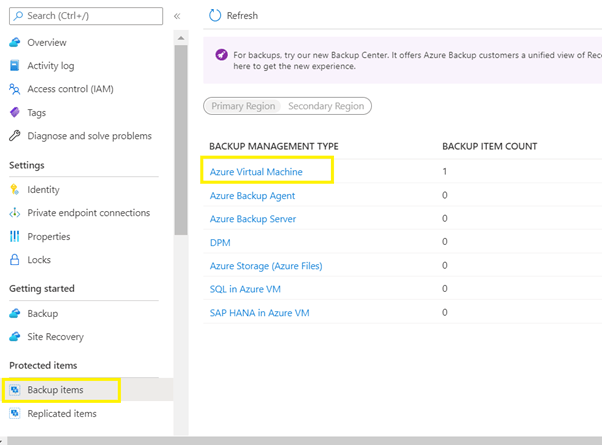 Search (Ctrl+/)
«
Overview
Activity log
Access control (IAM)
Tags
Diagnose and solve problems
Settings
Identity
Private endpoint connections
Properties
Locks
Getting started
Backup
Site Recovery
Protected items
Backup items
Replicated items
Refresh
For backups, try our new Backup Center. It offers Azure Backup customers a unified view of Reco
here to get the new experience.
Primary Region Secondary Region
BACKUP MANAGEMENT TYPE BACKUP ITEM COUNT
Azure Virtual Machine 1
Azure Backup Agent 0
Azure Backup Server 0
DPM 0
Azure Storage (Azure Files) 0
SQL in Azure VM 0
SAP HANA in Azure VM 0